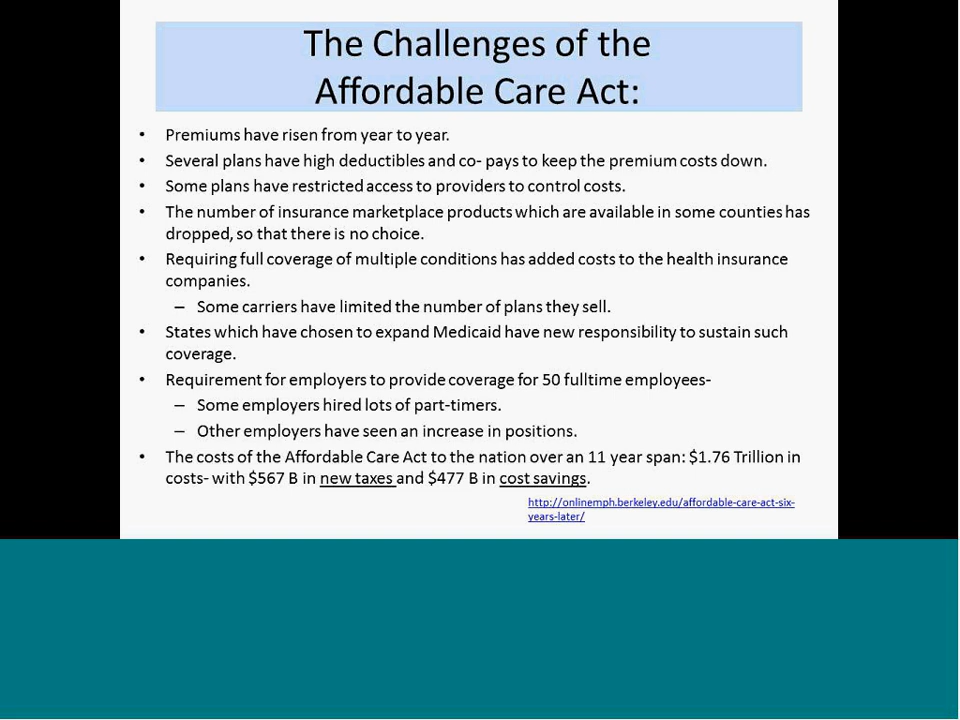 The Challenges of the
Affordable Care Act:
• Premiums have risen from year to year.
• Several plans have high deductibles and co- pays to keep the premium costs down.
• Some plans have restricted access to providers to control costs.
• The number of insurance marketplace products which are available in some counties has
dropped, so that there is no choice.
• Requiring full coverage of multiple conditions has added costs to the health insurance
companies.
– Some carriers have limited the number of plans they sell.
• States which have chosen to expand Medicaid have new responsibility to sustain such
coverage.
• Requirement for employers to provide coverage for 50 fulltime employees-
– Some employers hired lots of part-timers.
– Other employers have seen an increase in positions.
• The costs of the Affordable Care Act to the nation over an 11 year span: $1.76 Trillion in
costs- with $567 B in new taxes and $477 B in cost savings.
http://onlinemph.berkeley.edu/affordable-care-act-six-
years-later/